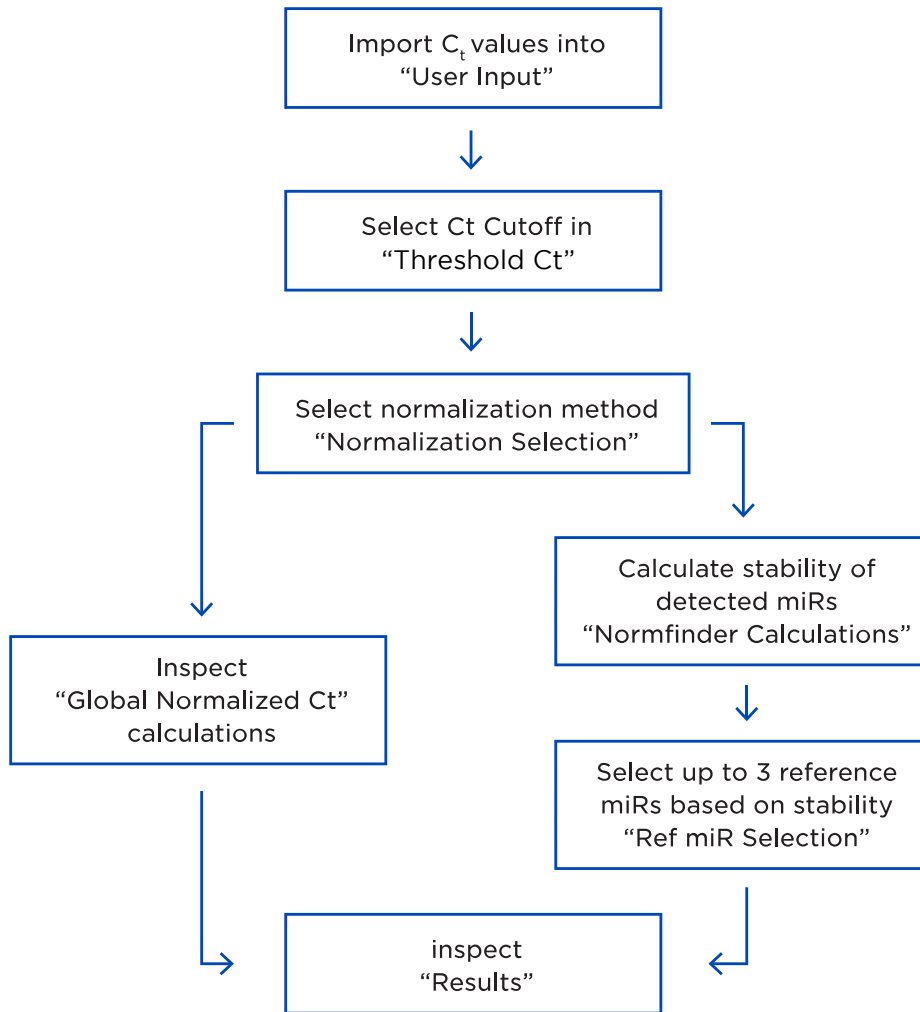 Import Ct values into
“User Input”
Select Ct Cutoff in
“Threshold Ct”
Select normalization method
“Normalization Selection”
Calculate stability of
detected miRs
“Normfinder Calculations”
Inspect
“Global Normalized Ct”
calculations
Select up to 3 reference
miRs based on stability
“Ref miR Selection”
inspect
“Results”